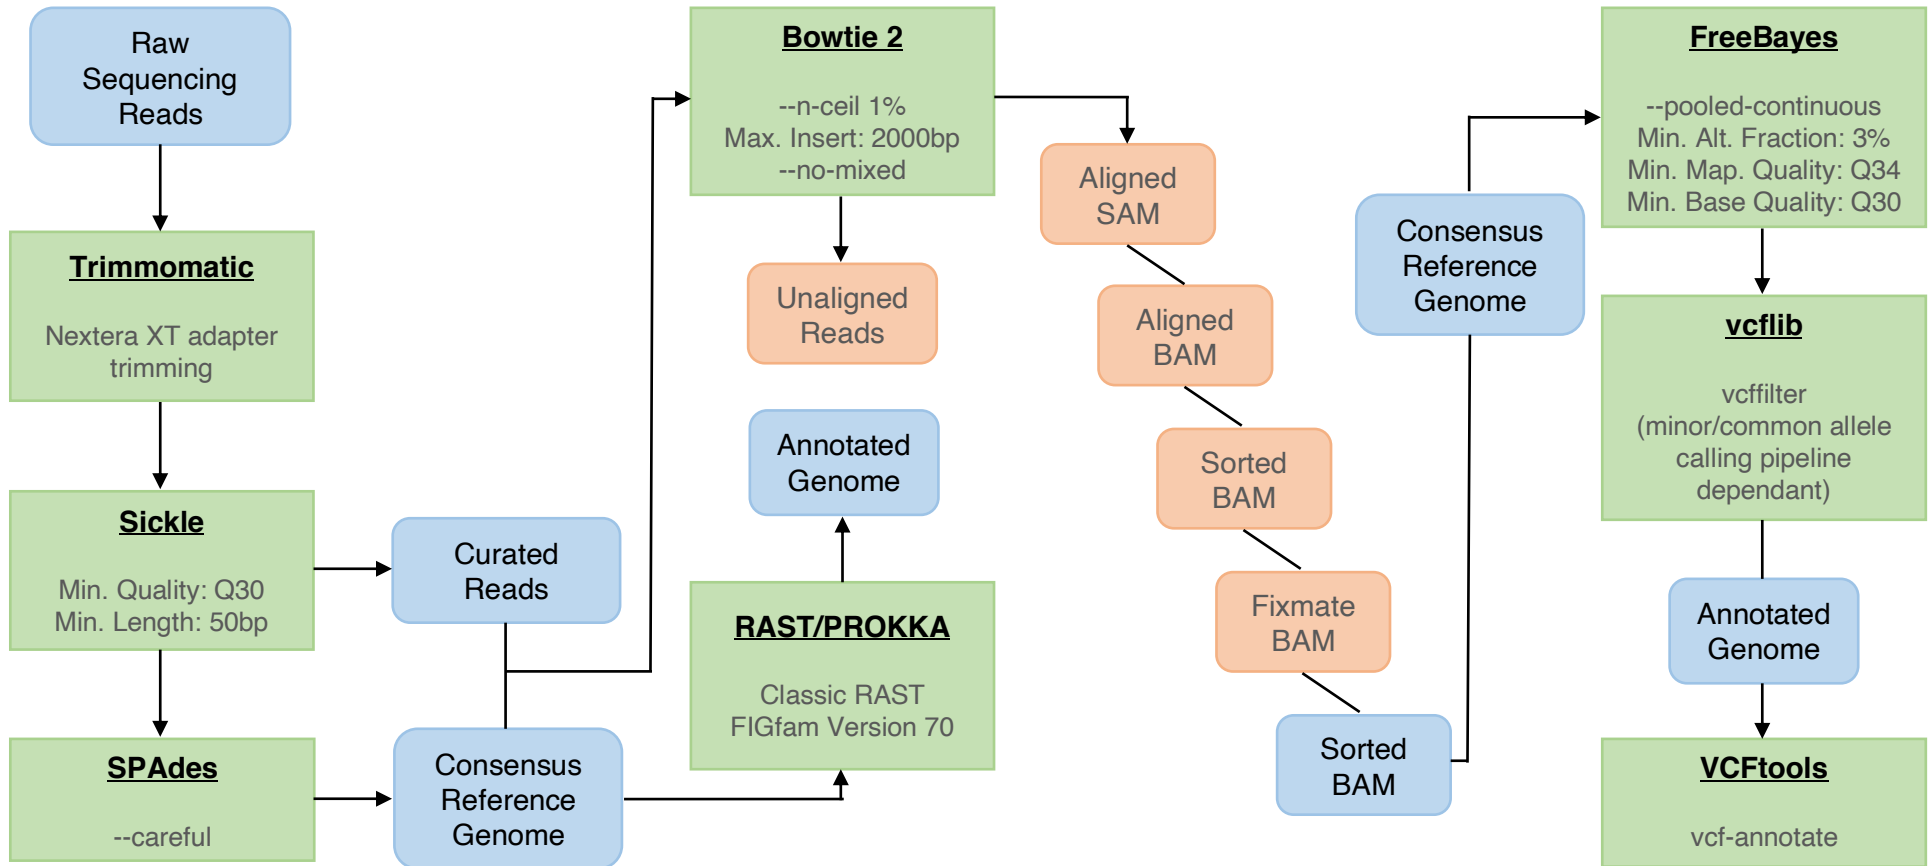 Raw
Sequencing
Reads
Trimmomatic
Nextera XT adapter
trimming
Sickle
Min. Quality: Q30
Min. Length: 50bp
SPAdes
--careful
Curated
Reads
Consensus
Reference
Genome
Bowtie 2
--n-ceil 1%
Max. Insert: 2000bp
--no-mixed
Unaligned
Reads
Annotated
Genome
RAST/PROKKA
Classic RAST
FIGfam Version 70
Aligned
SAM
Aligned
BAM
Sorted
BAM
Fixmate
BAM
Sorted
BAM
Consensus
Reference
Genome
FreeBayes
--pooled-continuous
Min. Alt. Fraction: 3%
Min. Map. Quality: Q34
Min. Base Quality: Q30
vcflib
vcffilter
(minor/common allele
calling pipeline
dependant)
Annotated
Genome
VCFtools
vcf-annotate